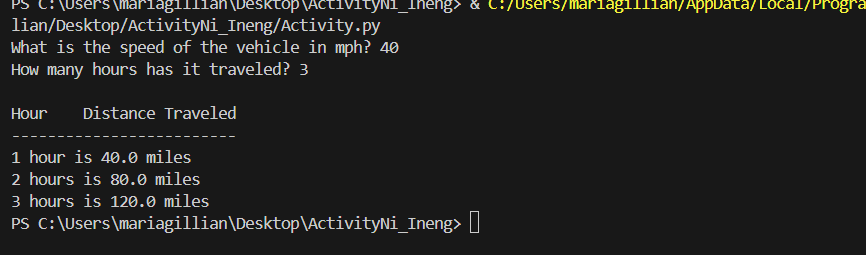 PS C:\Users\mariagillian\Desktop\ActivityNi_Ineng> & C:/Users/mariagillian/AppData/Local/Progra
lian/Desktop/ActivityNi_Ineng/Activity.py
What is the speed of the vehicle in mph? 40
How many hours has it traveled? 3
Hour    Distance Traveled
-------------------------
1 hour is 40.0 miles
2 hours is 80.0 miles
3 hours is 120.0 miles
PS C:\Users\mariagillian\Desktop\ActivityNi_Ineng>